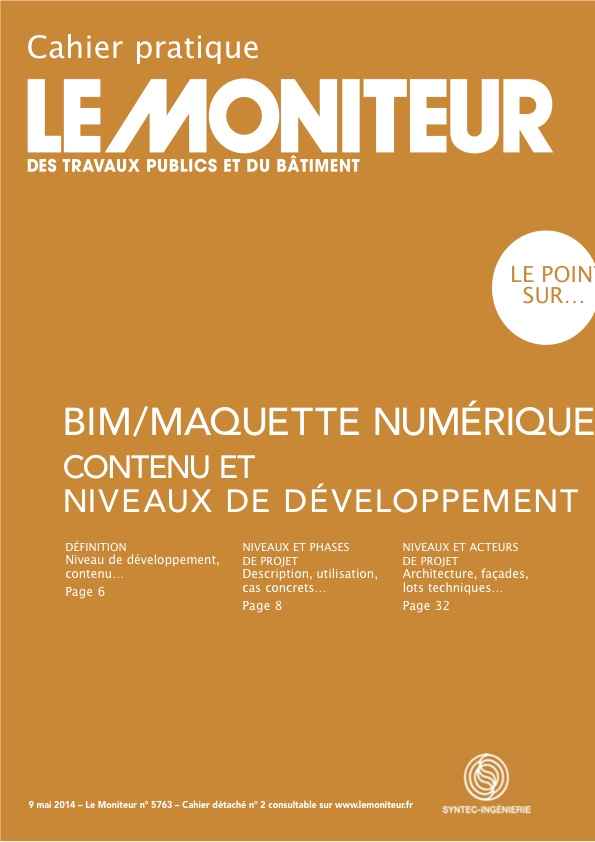 Cahier pratique
LE MONITEUR
DES TRAVAUX PUBLICS ET DU BÂTIMENT
LE POINT
SUR…
BIM/MAQUETTE NUMÉRIQUE
CONTENU ET
NIVEAUX DE DÉVELOPPEMENT
DÉFINITION
Niveau de développement,
contenu…
Page 6
NIVEAUX ET PHASES
DE PROJET
Description, utilisation,
cas concrets…
Page 8
NIVEAUX ET ACTEURS
DE PROJET
Architecture, façades,
lots techniques…
Page 32
9 mai 2014 – Le Moniteur n° 5763 – Cahier détaché n° 2 consultable sur www.lemoniteur.fr
SYNTEC-INGÉNIERIE